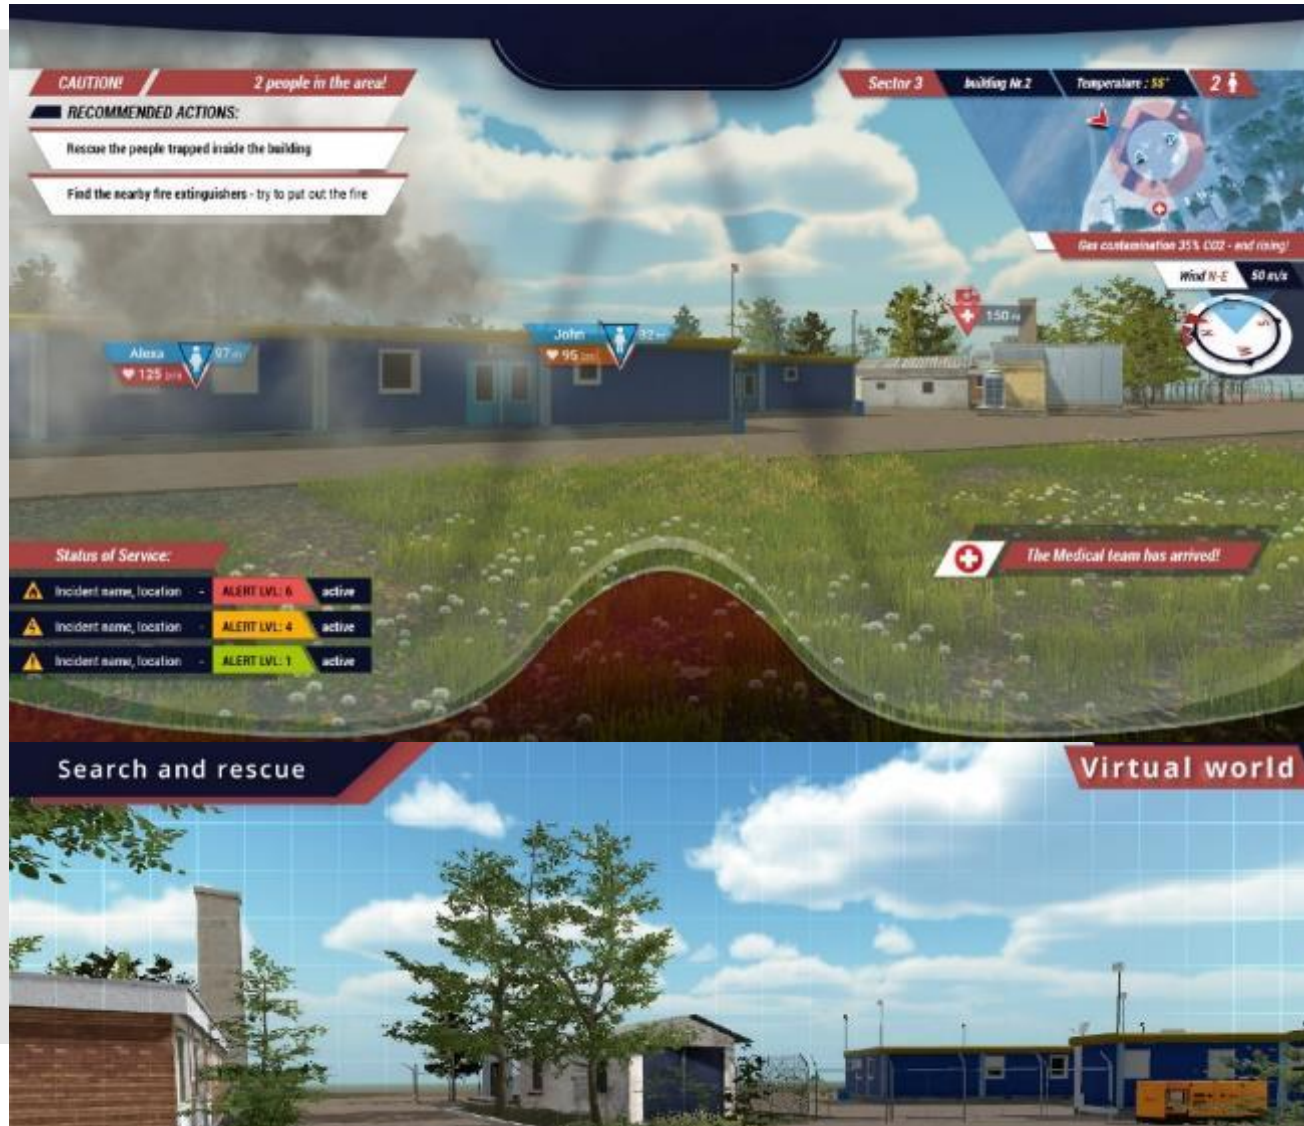 CAUTION!
2 people in the area!
RECOMMENDED ACTIONS:
Rescue the people trapped inside the building
Find the nearby fire extinguishers - try to put out the fire
Sector 3
building Nr.2
Temperature : 55°
2
Gas contamination 35% CO2 - end rising!
Wind N-E
50 m/s
N
S
W
Alexa
97 m
125
John
32 m
95
150 m
Status of Service:
Incident name, location - ALERT LVL: 6 active
Incident name, location - ALERT LVL: 4 active
Incident name, location - ALERT LVL: 1 active
The Medical team has arrived!
Search and rescue
Virtual world